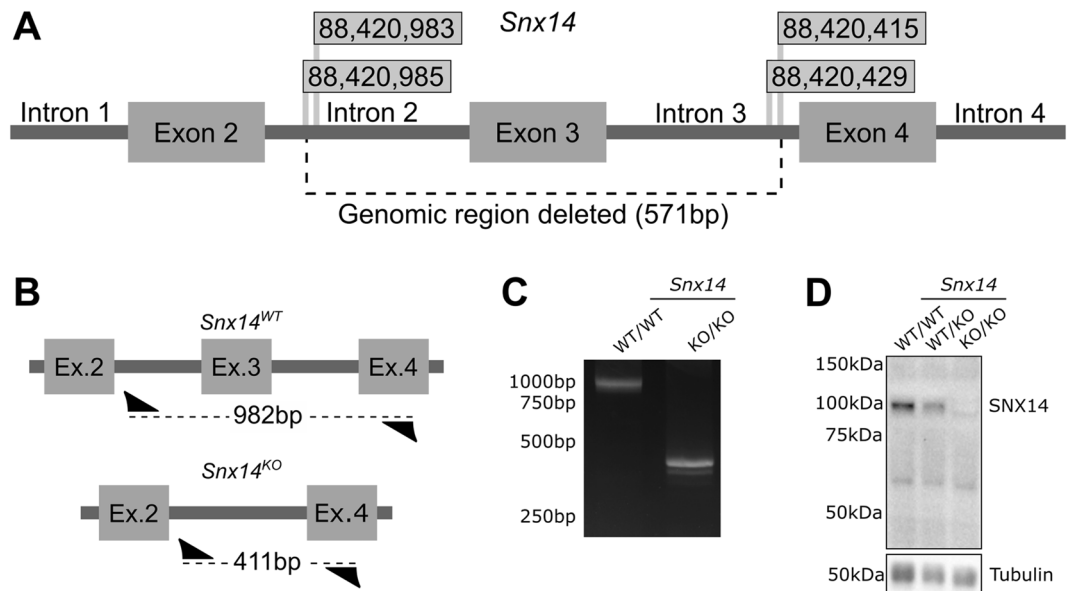 A
Snx14
88,420,983
88,420,415
88,420,985
88,420,429
Intron 1
Exon 2
Intron 2
Exon 3
Intron 3
Exon 4
Intron 4
Genomic region deleted (571bp)
B
Snx14WT
Ex.2
Ex.3
Ex.4
982bp
Snx14KO
Ex.2
Ex.4
411bp
C
Snx14
WT/WT
KO/KO
1000bp
750bp
500bp
250bp
D
Snx14
WT/WT
WT/KO
KO/KO
150kDa
100kDa
SNX14
75kDa
50kDa
50kDa
Tubulin